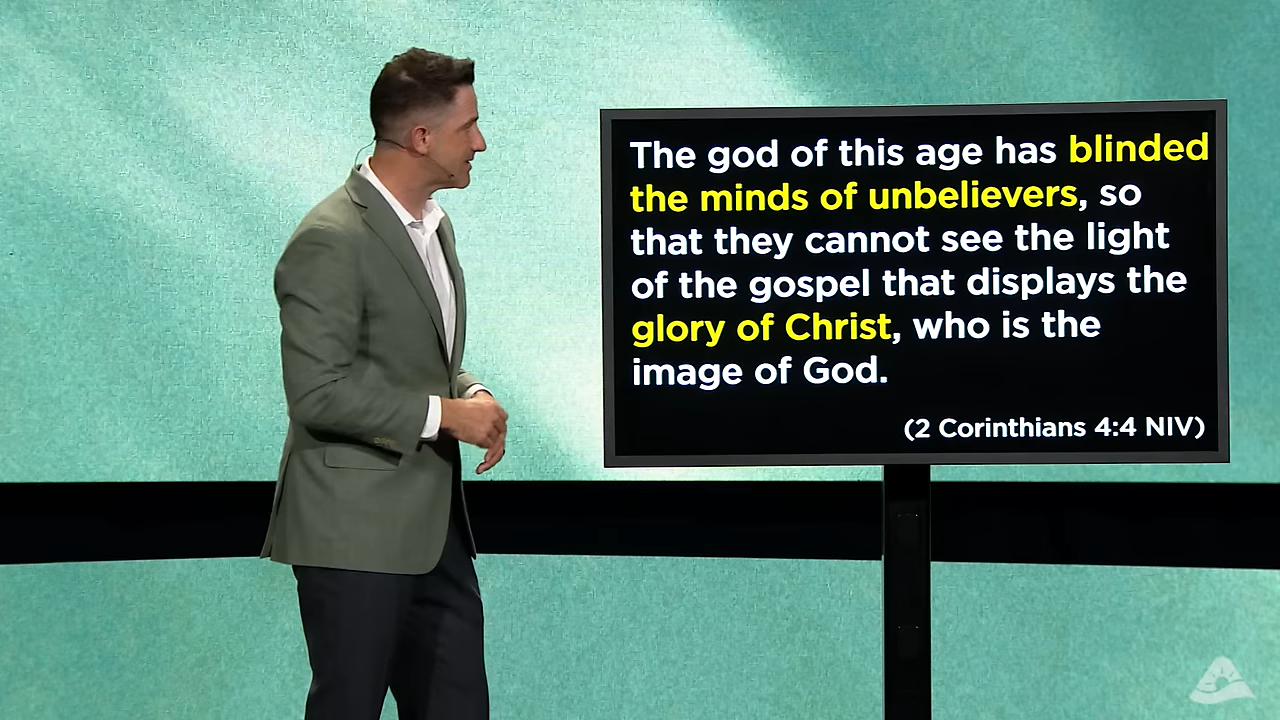 The god of this age has blinded
the minds of unbelievers, so
that they cannot see the light
of the gospel that displays the
glory of Christ, who is the
image of God.
(2 Corinthians 4:4 NIV)